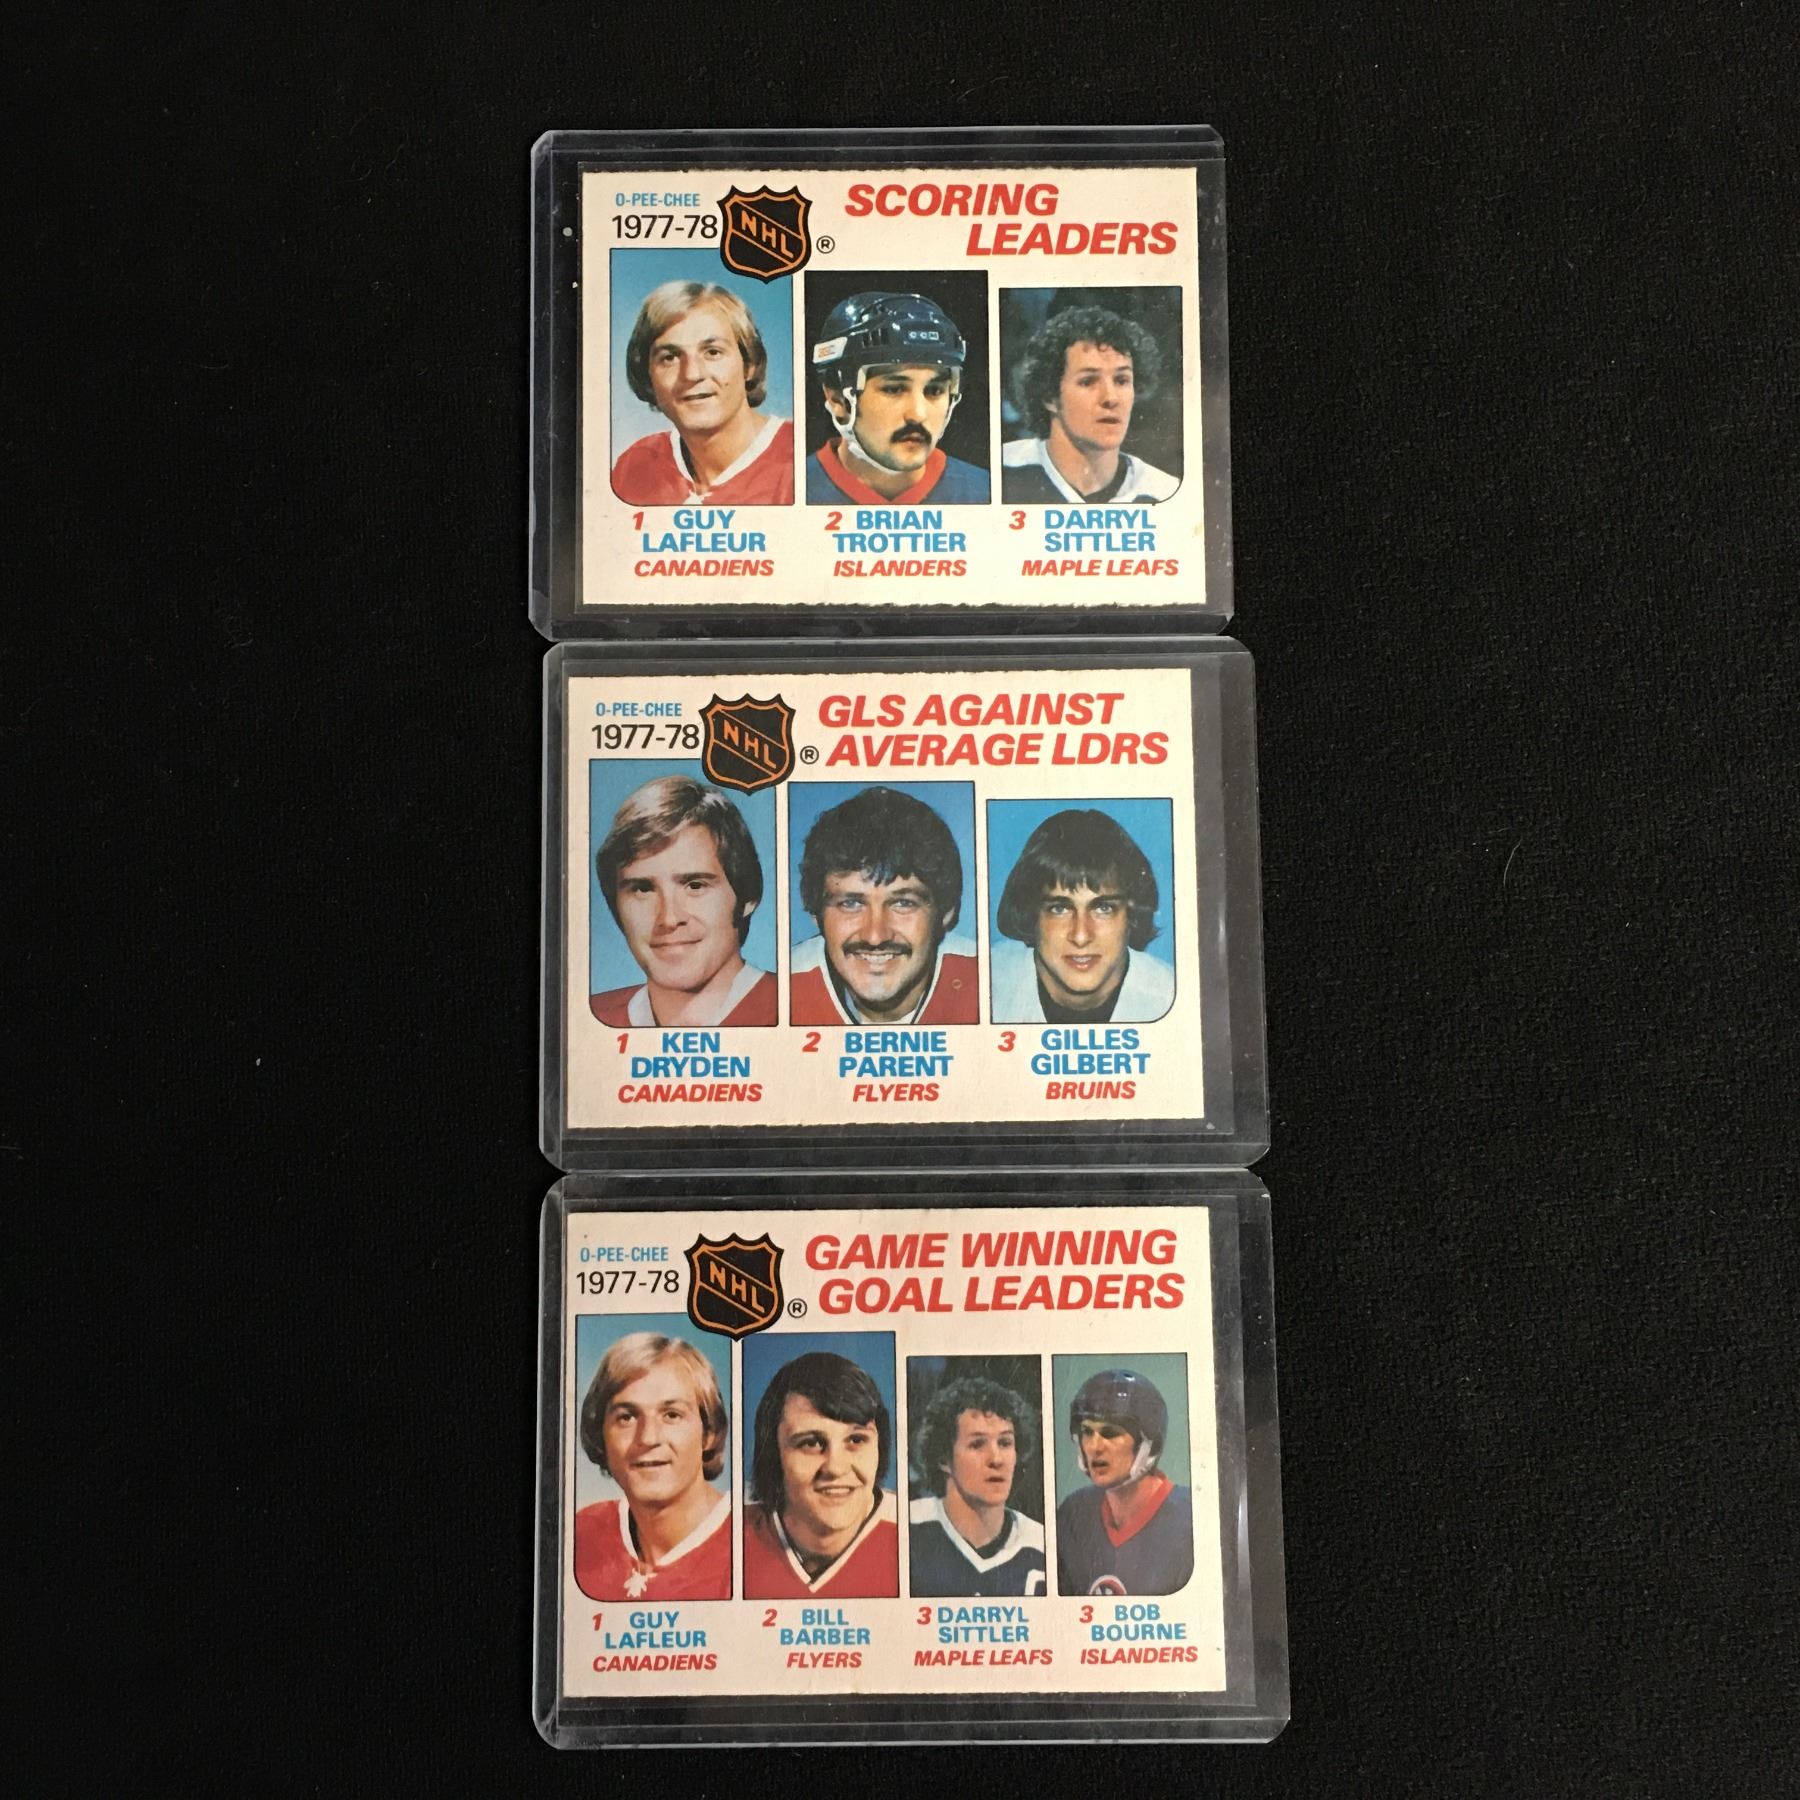 O-PEE-CHEE
1977-78
NHL
®
SCORING
LEADERS
CCM
1 GUY
LAFLEUR
CANADIENS
2 BRIAN
TROTTIER
ISLANDERS
3 DARRYL
SITTLER
MAPLE LEAFS
O-PEE-CHEE
1977-78
NHL
®
GLS AGAINST
AVERAGE LDRS
1 KEN
DRYDEN
CANADIENS
2 BERNIE
PARENT
FLYERS
3 GILLES
GILBERT
BRUINS
O-PEE-CHEE
1977-78
NHL
®
GAME WINNING
GOAL LEADERS
1 GUY
LAFLEUR
CANADIENS
2 BILL
BARBER
FLYERS
3 DARRYL
SITTLER
MAPLE LEAFS
3 BOB
BOURNE
ISLANDERS